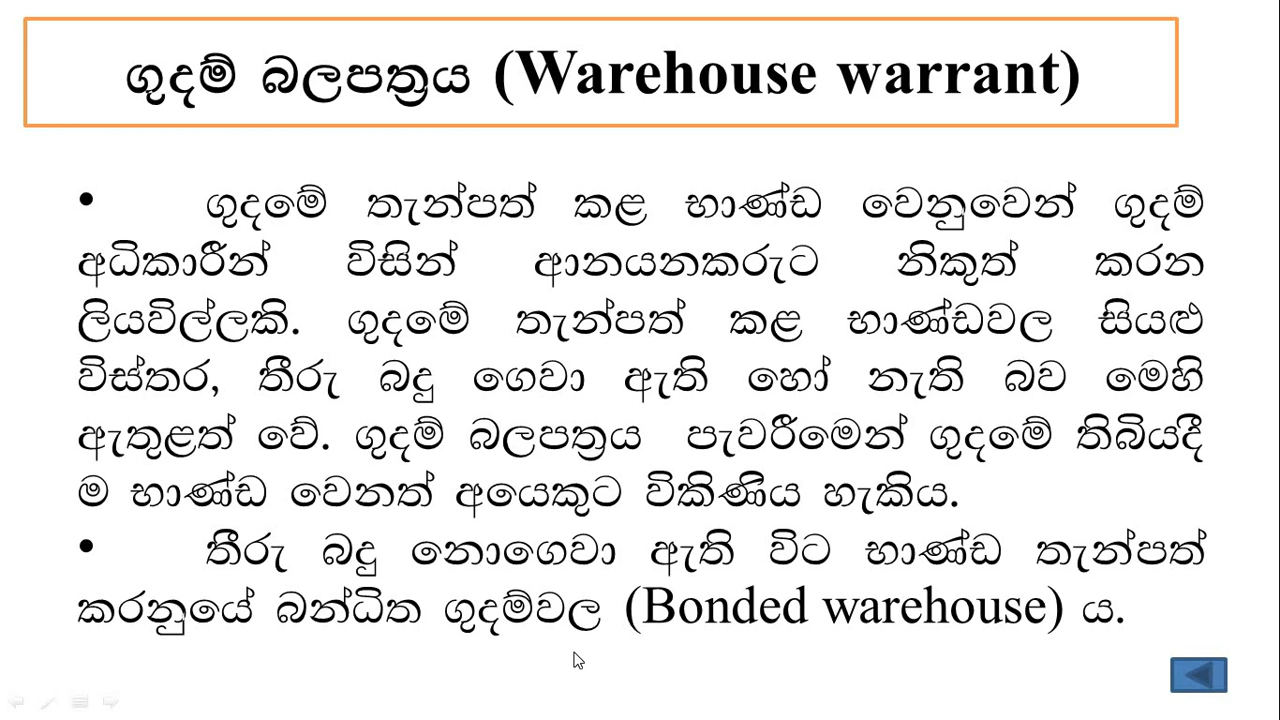 ගුදම් බලපත්‍රය (Warehouse warrant)
• ගුදමේ තැන්පත් කළ භාණ්ඩ වෙනුවෙන් ගුදම්
අධිකාරීන් විසින් ආනයනකරුට නිකුත් කරන
ලියවිල්ලකි. ගුදමේ තැන්පත් කළ භාණ්ඩවල සියළු
විස්තර, තීරු බදු ගෙවා ඇති හෝ නැති බව මෙහි
ඇතුළත් වේ. ගුදම් බලපත්‍රය පැවරීමෙන් ගුදමේ තිබියදී
ම භාණ්ඩ වෙනත් අයෙකුට විකිණිය හැකිය.
• තීරු බදු නොගෙවා ඇති විට භාණ්ඩ තැන්පත්
කරනුයේ බන්ධිත ගුදම්වල (Bonded warehouse) ය.